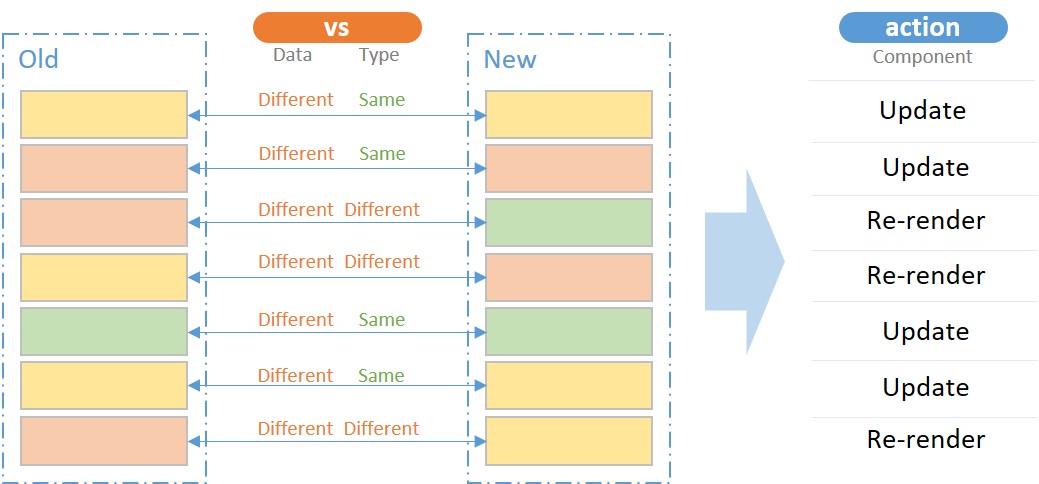 vs
action
Old
Data Type
New
Component
Different Same
Update
Different Same
Update
Different Different
Re-render
Different Different
Re-render
Different Same
Update
Different Same
Update
Different Different
Re-render